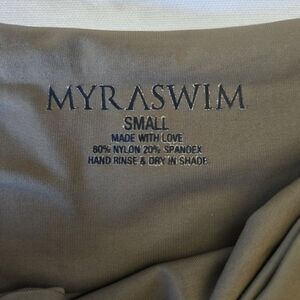 MYRASWIM
SMALL
MADE WITH LOVE
80% NYLON 20% SPANDEX
HAND RINSE & DRY IN SHADE